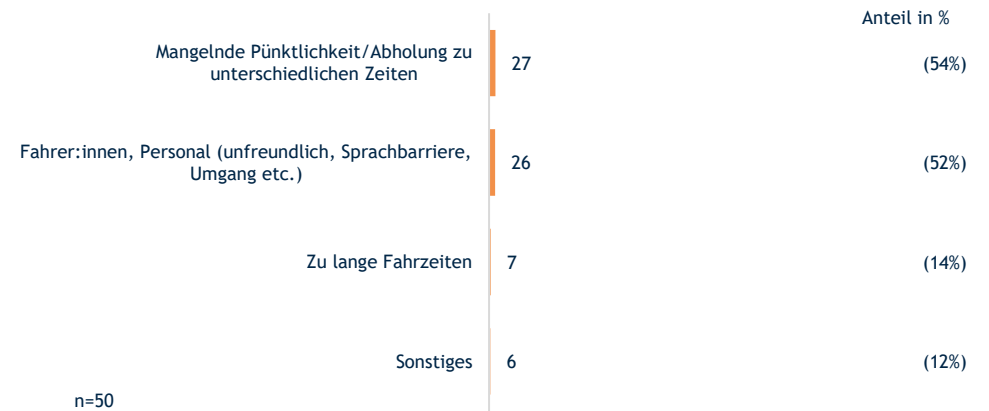 Anteil in %
Mangelnde Pünktlichkeit/Abholung zu
unterschiedlichen Zeiten
27
(54%)
Fahrer:innen, Personal (unfreundlich, Sprachbarriere,
Umgang etc.)
26
(52%)
Zu lange Fahrzeiten
7
(14%)
Sonstiges
6
(12%)
n=50